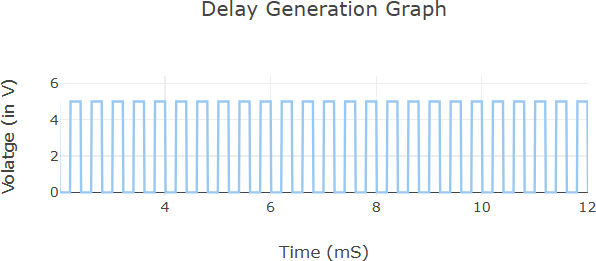 Delay Generation Graph
Volatge (in V)
6
4
2
0
4 6 8 10 12
Time (mS)